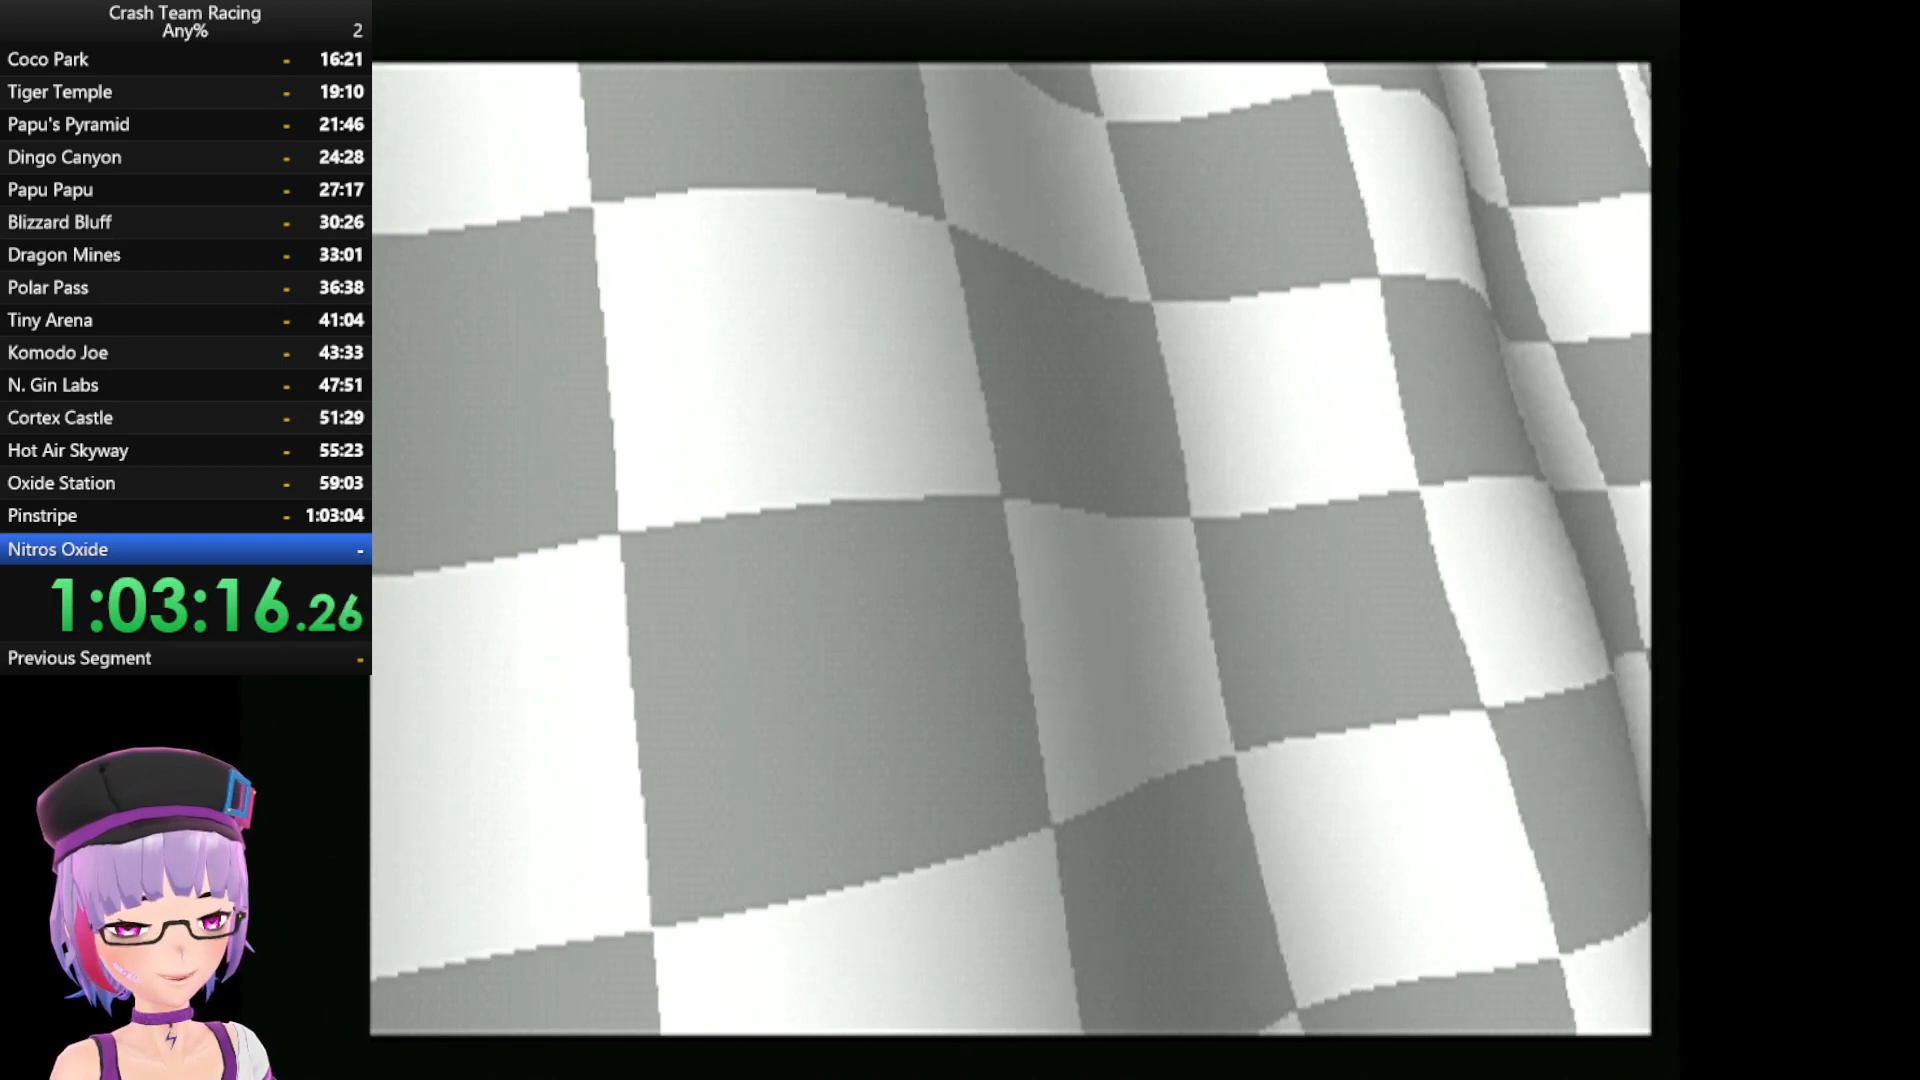 Crash Team Racing
Any%
2
Coco Park - 16:21
Tiger Temple - 19:10
Papu's Pyramid - 21:46
Dingo Canyon - 24:28
Papu Papu - 27:17
Blizzard Bluff - 30:26
Dragon Mines - 33:01
Polar Pass - 36:38
Tiny Arena - 41:04
Komodo Joe - 43:33
N. Gin Labs - 47:51
Cortex Castle - 51:29
Hot Air Skyway - 55:23
Oxide Station - 59:03
Pinstripe - 1:03:04
Nitros Oxide -
1:03:16.26
Previous Segment -